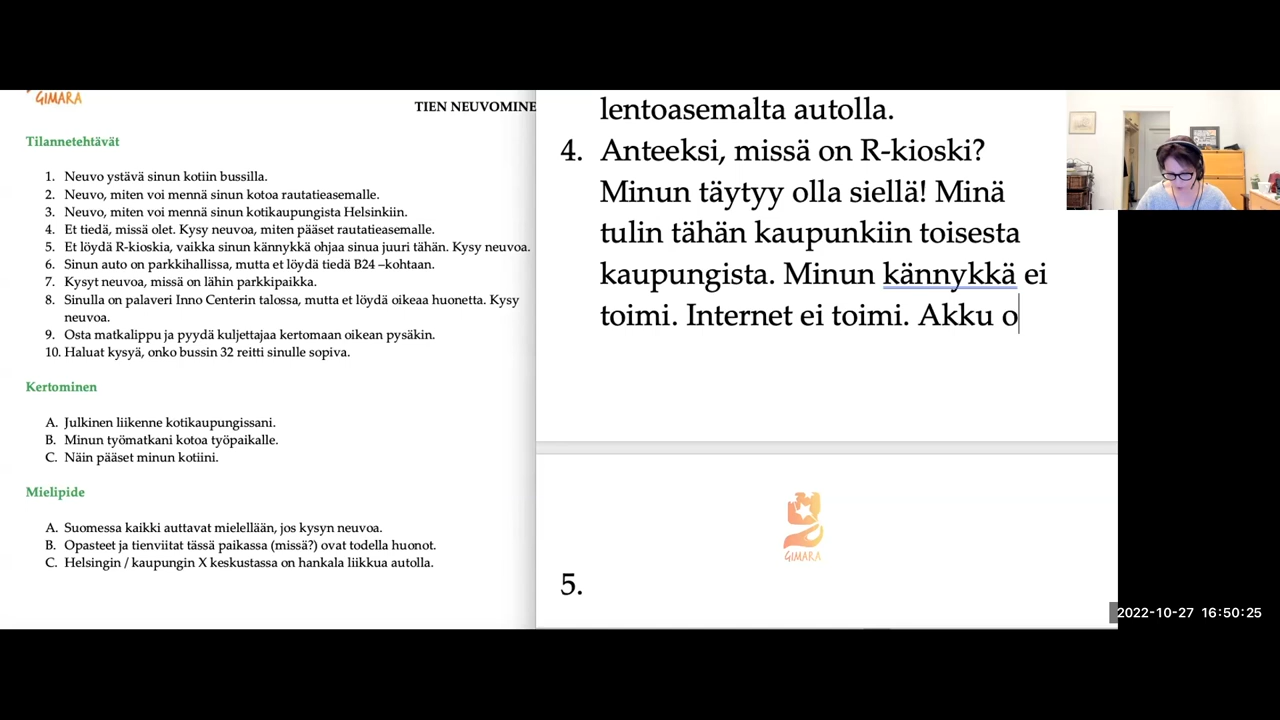 GIMARA
TIEN NEUVOMINE
Tilannetehtävät
1. Neuvo ystävä sinun kotiin bussilla.
2. Neuvo, miten voi mennä sinun kotoa rautatieasemalle.
3. Neuvo, miten voi mennä sinun kotikaupungista Helsinkiin.
4. Et tiedä, missä olet. Kysy neuvoa, miten pääset rautatieasemalle.
5. Et löydä R-kioskia, vaikka sinun kännykkä ohjaa sinua juuri tähän. Kysy neuvoa.
6. Sinun auto on parkkihallissa, mutta et löydä tiedä B24 –kohtaan.
7. Kysyt neuvoa, missä on lähin parkkipaikka.
8. Sinulla on palaveri Inno Centerin talossa, mutta et löydä oikeaa huonetta. Kysy
neuvoa.
9. Osta matkalippu ja pyydä kuljettajaa kertomaan oikean pysäkin.
10. Haluat kysyä, onko bussin 32 reitti sinulle sopiva.
Kertominen
A. Julkinen liikenne kotikaupungissani.
B. Minun työmatkani kotoa työpaikalle.
C. Näin pääset minun kotiini.
Mielipide
A. Suomessa kaikki auttavat mielellään, jos kysyn neuvoa.
B. Opasteet ja tienviitat tässä paikassa (missä?) ovat todella huonot.
C. Helsingin / kaupungin X keskustassa on hankala liikkua autolla.
lentoasemalta autolla.
4. Anteeksi, missä on R-kioski?
Minun täytyy olla siellä! Minä
tulin tähän kaupunkiin toisesta
kaupungista. Minun kännykkä ei
toimi. Internet ei toimi. Akku o
GIMARA
5.
2022-10-27 16:50:25